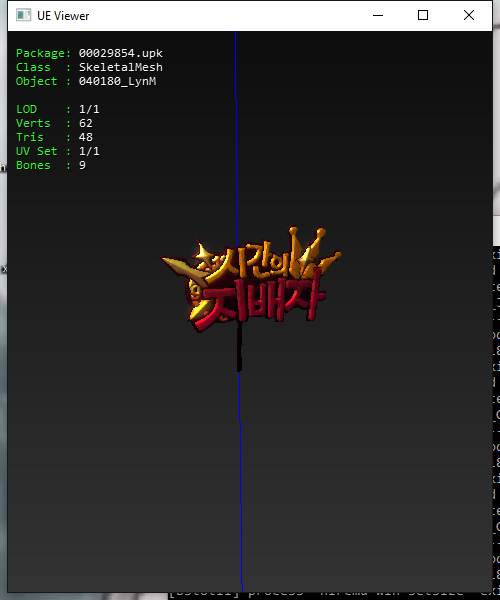 UE Viewer
Package: 00029854.upk
Class : SkeletalMesh
Object : 040180_LynM
LOD : 1/1
Verts : 62
Tris : 48
UV Set : 1/1
Bones : 9
시간의
지배자